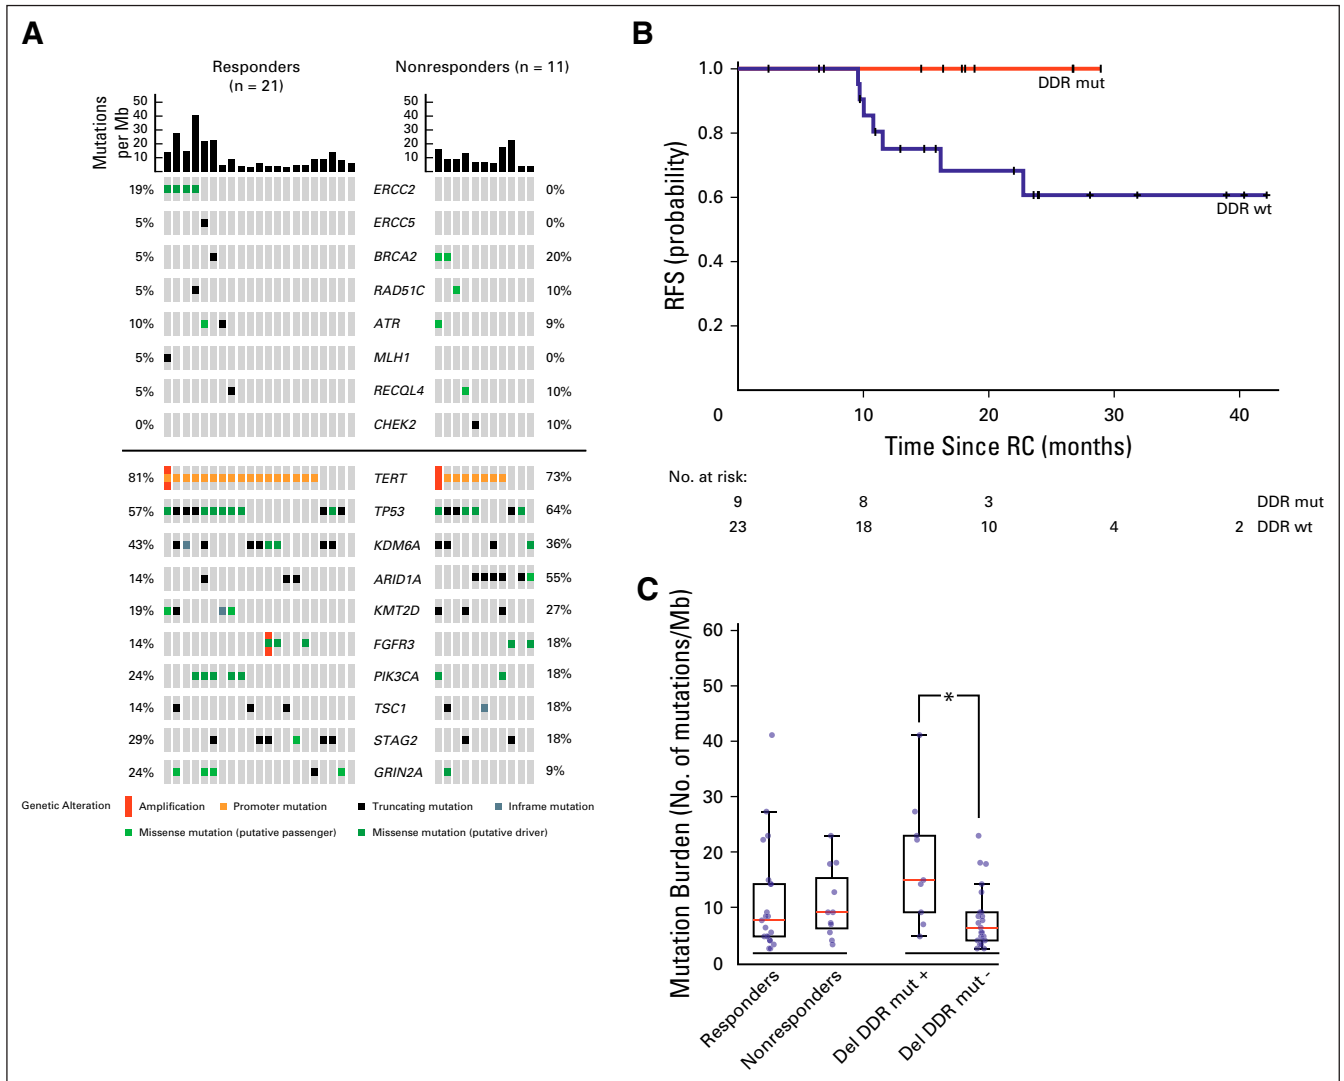 A
Responders
(n = 21)
Nonresponders (n = 11)
Mutations
per Mb
50
40
30
20
10
50
40
30
20
10
19% ERCC2 0%
5% ERCC5 0%
5% BRCA2 20%
5% RAD51C 10%
10% ATR 9%
5% MLH1 0%
5% RECQL4 10%
0% CHEK2 10%
81% TERT 73%
57% TP53 64%
43% KDM6A 36%
14% ARID1A 55%
19% KMT2D 27%
14% FGFR3 18%
24% PIK3CA 18%
14% TSC1 18%
29% STAG2 18%
24% GRIN2A 9%
Genetic Alteration Amplification Promoter mutation Truncating mutation Inframe mutation
Missense mutation (putative passenger) Missense mutation (putative driver)
B
RFS (probability)
1.0
0.8
0.6
0.4
0.2
DDR mut
DDR wt
0 10 20 30 40
Time Since RC (months)
No. at risk:
9 8 3 DDR mut
23 18 10 4 2 DDR wt
C
Mutation Burden (No. of mutations/Mb)
60
50
40
30
20
10
0
*
Responders
Nonresponders
Del DDR mut +
Del DDR mut -